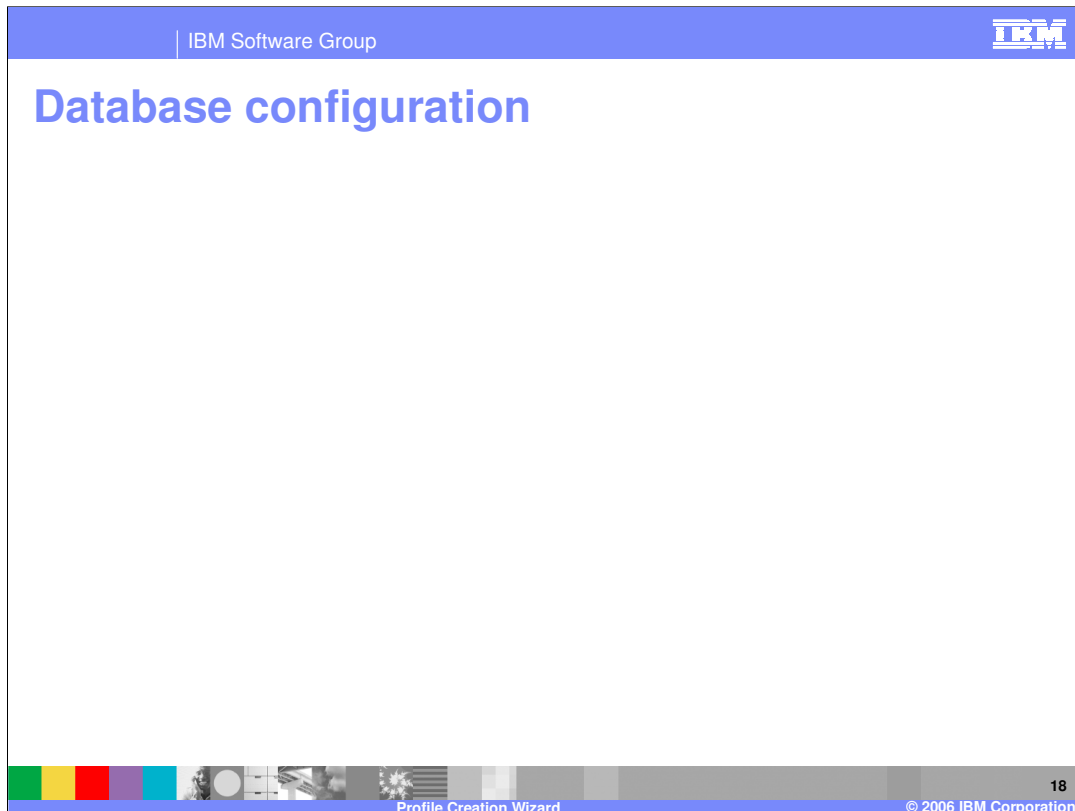 IBM Software Group
IBM
Database configuration
18
Profile Creation Wizard
© 2006 IBM Corporation